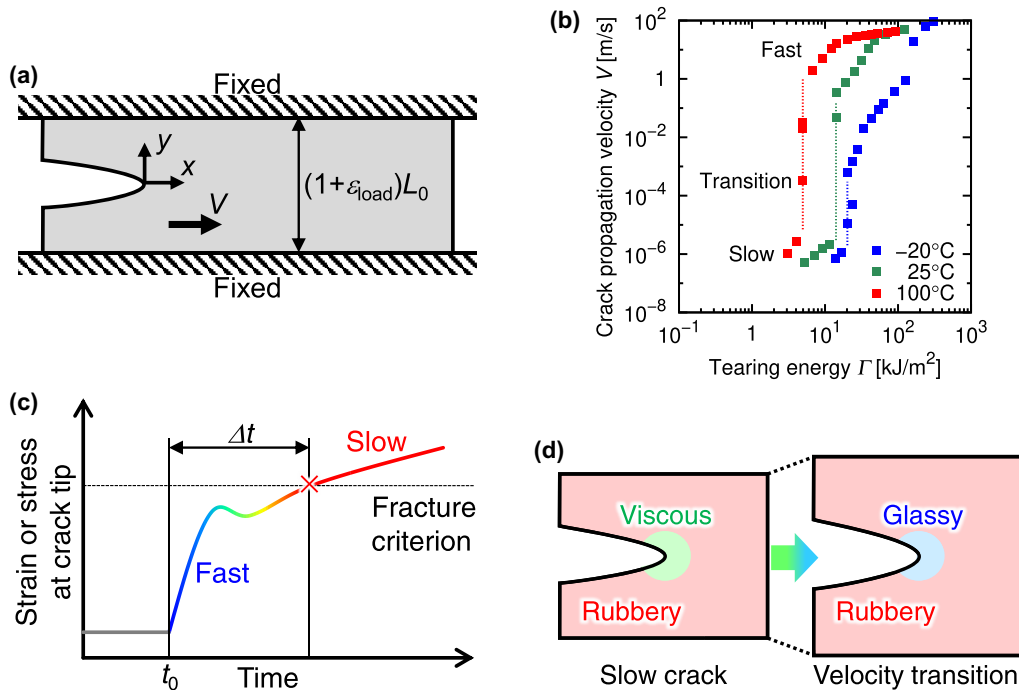 (a)
Fixed
y
x
V
(1+εload)L0
Fixed
(b)
Crack propagation velocity V [m/s]
10^2
1
10^-2
10^-4
10^-6
10^-8
Fast
Transition
Slow
−20°C
25°C
100°C
10^-1
1
10^1
10^2
10^3
Tearing energy Γ [kJ/m^2]
(c)
Strain or stress
at crack tip
Δt
Slow
Fracture
criterion
Fast
t0
Time
(d)
Viscous
Rubbery
Slow crack
Glassy
Rubbery
Velocity transition